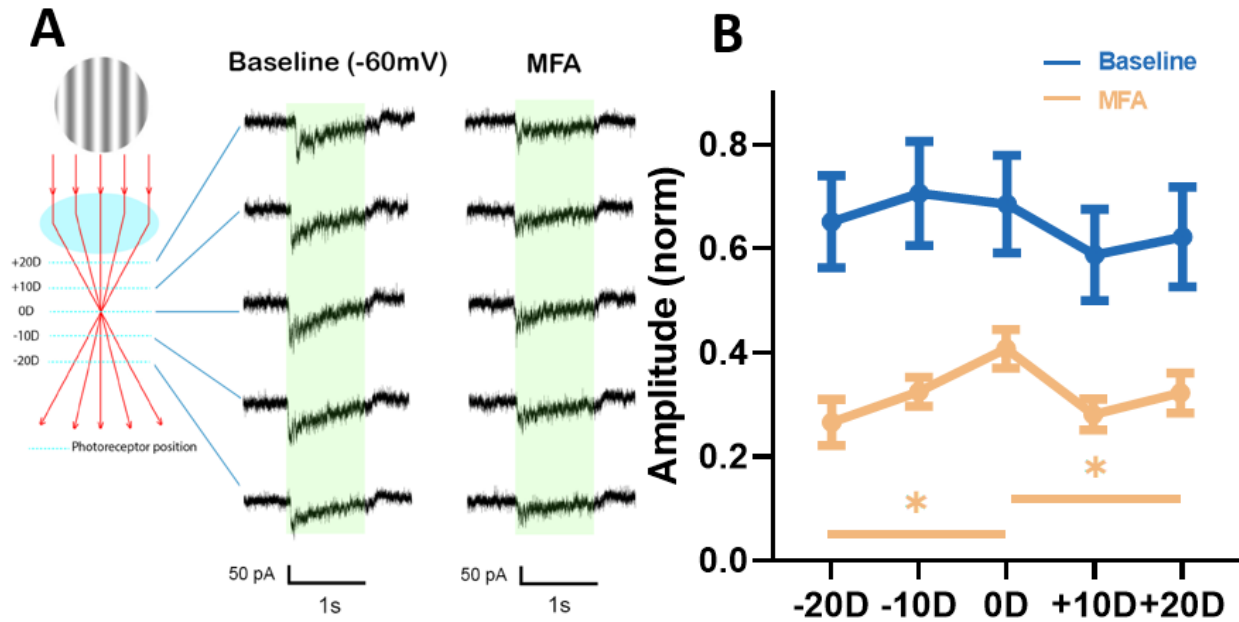 A
Baseline (-60mV)
MFA
+20D
+10D
0D
-10D
-20D
Photoreceptor position
50 pA
1s
50 pA
1s
B
Baseline
MFA
Amplitude (norm)
0.8
0.6
0.4
0.2
0.0
*
*
-20D -10D 0D +10D +20D